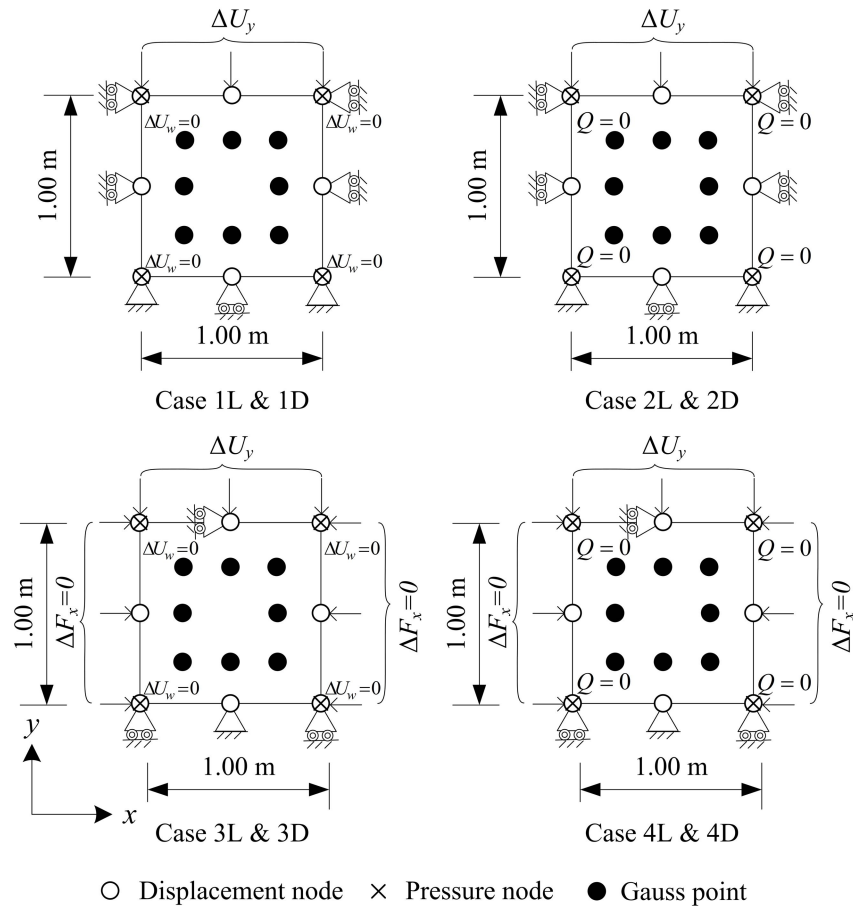 ΔU_y
ΔU_y
1.00 m
ΔU_w=0
ΔU_w=0
ΔU_w=0
ΔU_w=0
1.00 m
Case 1L & 1D
1.00 m
Q = 0
Q = 0
Q = 0
Q = 0
1.00 m
Case 2L & 2D
ΔU_y
ΔU_y
1.00 m
ΔF_x=0
ΔU_w=0
ΔU_w=0
ΔU_w=0
ΔU_w=0
ΔF_x=0
1.00 m
y
x
Case 3L & 3D
1.00 m
ΔF_x=0
Q = 0
Q = 0
Q = 0
Q = 0
ΔF_x=0
1.00 m
Case 4L & 4D
Displacement node
Pressure node
Gauss point